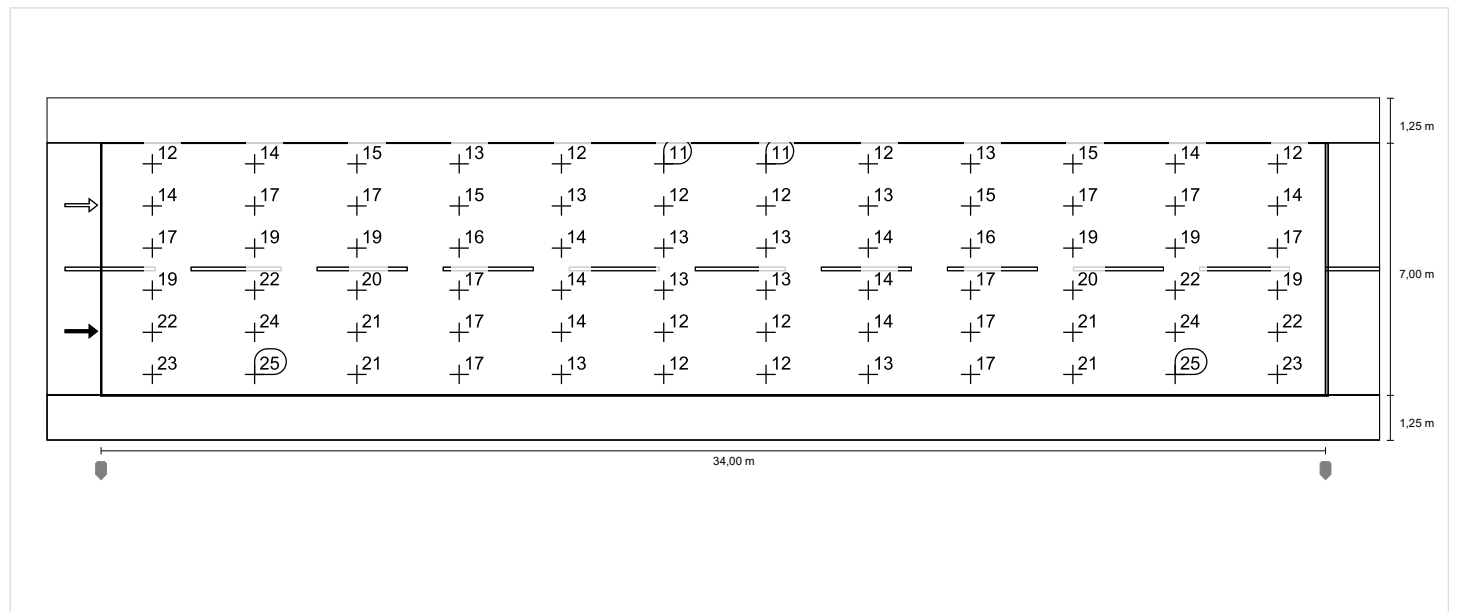 1,25 m
12 14 15 13 12 11 11 12 13 15 14 12
14 17 17 15 13 12 12 13 15 17 17 14
17 19 19 16 14 13 13 14 16 19 19 17
19 22 20 17 14 13 13 14 17 20 22 19
7,00 m
22 24 21 17 14 12 12 14 17 21 24 22
23 25 21 17 13 12 12 13 17 21 25 23
1,25 m
34,00 m